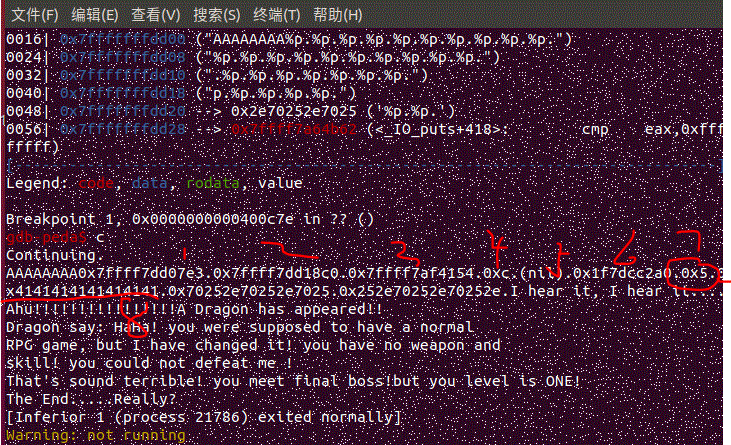 文件(F) 编辑(E) 查看(V) 搜索(S) 终端(T) 帮助(H)
0016| 0x7fffffffdd00 ("AAAAAAAA%p.%p.%p.%p.%p.%p.%p.%p.%p.%p.")
0024| 0x7fffffffdd08 ("%p.%p.%p.%p.%p.%p.%p.%p.%p.%p.")
0032| 0x7fffffffdd10 (".%p.%p.%p.%p.%p.%p.%p.")
0040| 0x7fffffffdd18 ("p.%p.%p.%p.%p.")
0048| 0x7fffffffdd20 --> 0x2e70252e7025 ('%p.%p.')
0056| 0x7fffffffdd28 --> (<_IO_puts+418>: cmp eax,0xfff
fffff)
Legend: code, data, rodata, value
Breakpoint 1, 0x0000000000400c7e in ?? ()
gdb-peda$ c
1 2 3 4 5 6 7
Continuing.
AAAAAAAA0x7ffff7dd07e3.0x7ffff7dd18c0.0x7ffff7af4154.0xc.(nil).0x1f7dcc2a0.0x5.0
x4141414141414141.0x70252e70252e7025.0x252e70252e70252e.I hear it, I hear it....
8
Ahu!!!!!!!!!!!!!!!!!A Dragon has appeared!!
Dragon say: HaHa! you were supposed to have a normal
RPG game, but I have changed it! you have no weapon and
skill! you could not defeat me !
That's sound terrible! you meet final boss!but you level is ONE!
The End.....Really?
[Inferior 1 (process 21786) exited normally]
Warning: not running